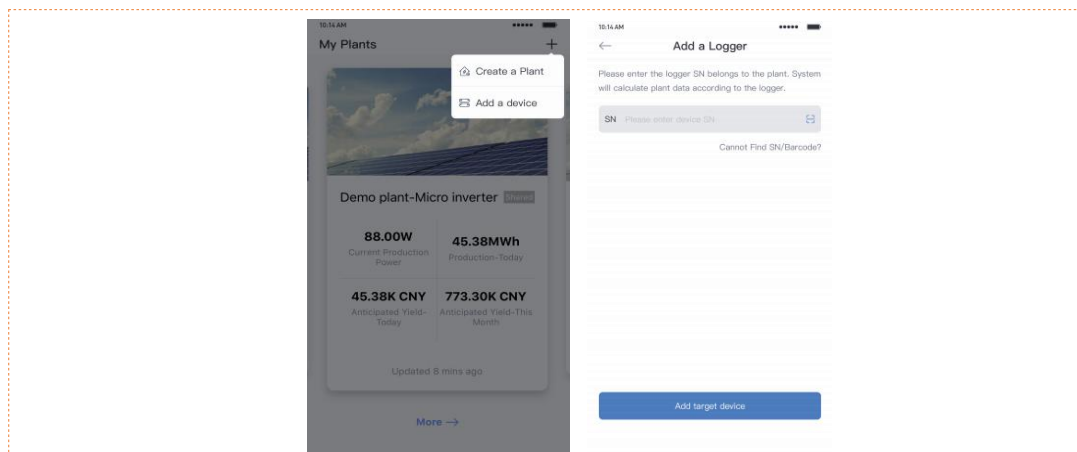 10:14 AM
My Plants
Create a Plant
Add a device
Demo plant-Micro inverter Shared
88.00W
Current Production
Power
45.38MWh
Production-Today
45.38K CNY
Anticipated Yield-
Today
773.30K CNY
Anticipated Yield-This
Month
Updated 8 mins ago
More →
10:14 AM
Add a Logger
Please enter the logger SN belongs to the plant. System
will calculate plant data according to the logger.
SN Please enter device SN
Cannot Find SN/Barcode?
Add target device